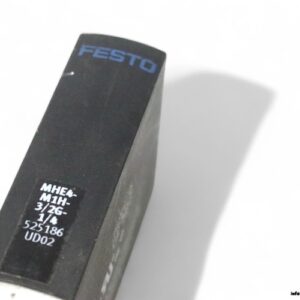 FESTO
MHE4-
M1H-
3/2G-
1/4
525186
UD02